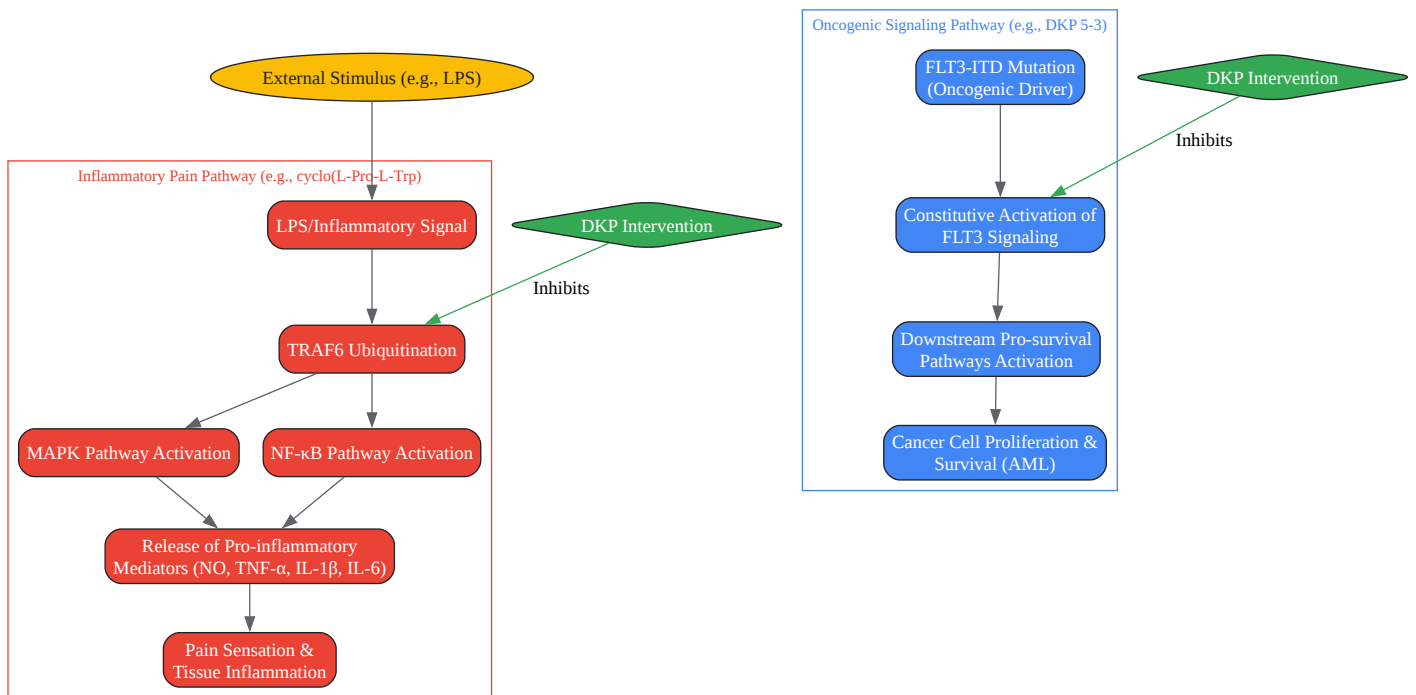 External Stimulus (e.g., LPS)
Inflammatory Pain Pathway (e.g., cyclo(L-Pro-L-Trp)
LPS/Inflammatory Signal
DKP Intervention
Inhibits
TRAF6 Ubiquitination
MAPK Pathway Activation
NF-κB Pathway Activation
Release of Pro-inflammatory
Mediators (NO, TNF-α, IL-1β, IL-6)
Pain Sensation &
Tissue Inflammation
Oncogenic Signaling Pathway (e.g., DKP 5-3)
FLT3-ITD Mutation
(Oncogenic Driver)
DKP Intervention
Inhibits
Constitutive Activation of
FLT3 Signaling
Downstream Pro-survival
Pathways Activation
Cancer Cell Proliferation &
Survival (AML)